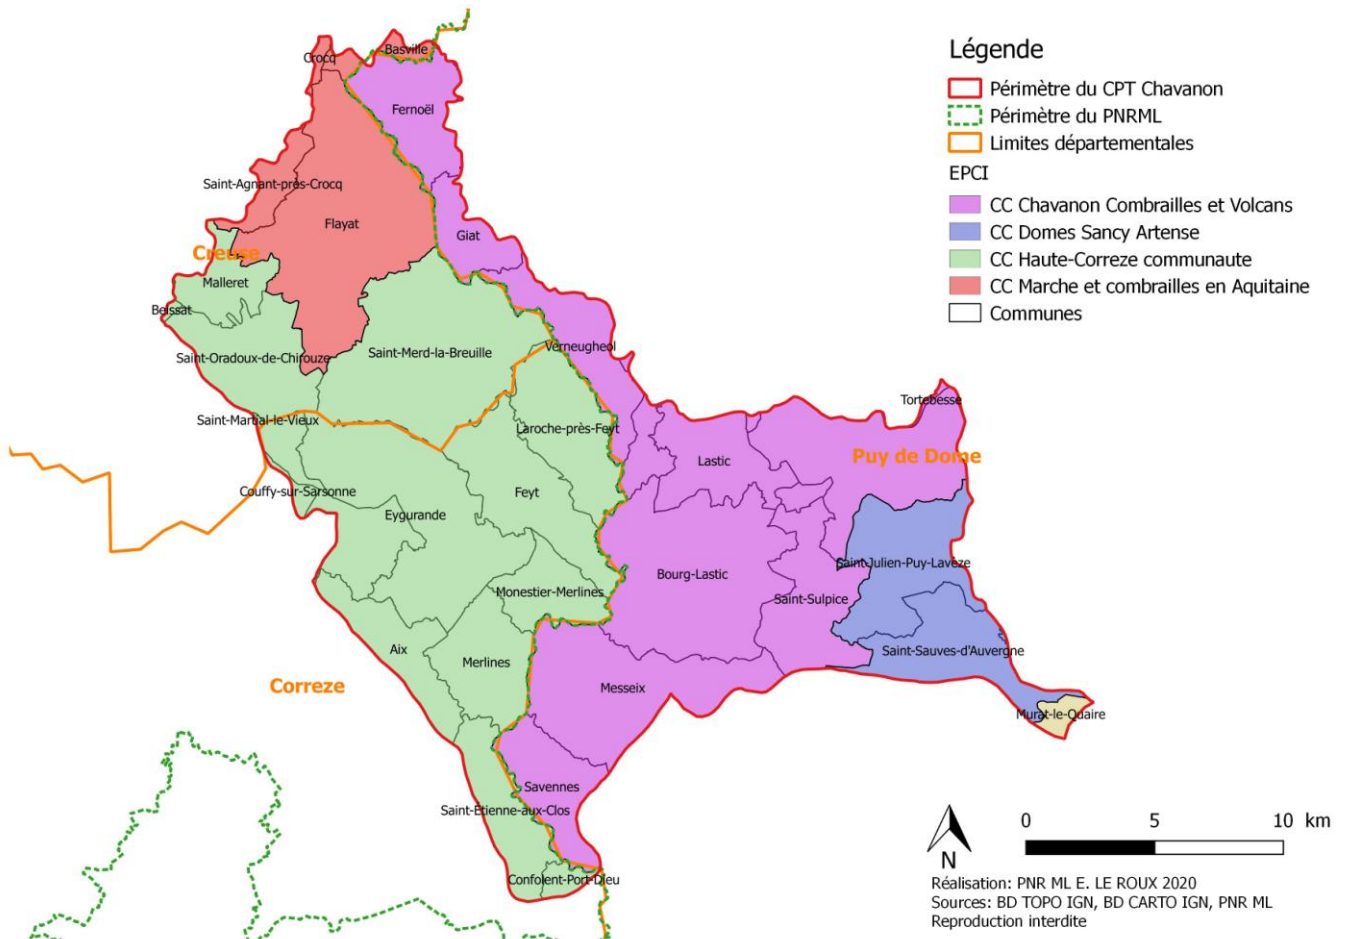 Légende
Périmètre du CPT Chavanon
Périmètre du PNRML
Limites départementales
EPCI
CC Chavanon Combrailles et Volcans
CC Domes Sancy Artense
CC Haute-Correze communaute
CC Marche et combrailles en Aquitaine
Communes
Crocq
Basville
Fernoël
Saint-Agnant-près-Crocq
Flayat
Giat
Creuse
Malleret
Beissat
Saint-Oradoux-de-Chirouze
Saint-Merd-la-Breuille
Verneugheol
Tortebesse
Saint-Martial-le-Vieux
Laroche-près-Feyt
Lastic
Puy de Dome
Couffy-sur-Sarsonne
Feyt
Eygurande
Saint-Julien-Puy-Lavèze
Bourg-Lastic
Monestier-Merlines
Saint-Sulpice
Aix
Merlines
Saint-Sauves-d'Auvergne
Correze
Messeix
Murat-le-Quaire
Savennes
Saint-Etienne-aux-Clos
Confolent-Port-Dieu
0 5 10 km
N
Réalisation: PNR ML E. LE ROUX 2020
Sources: BD TOPO IGN, BD CARTO IGN, PNR ML
Reproduction interdite